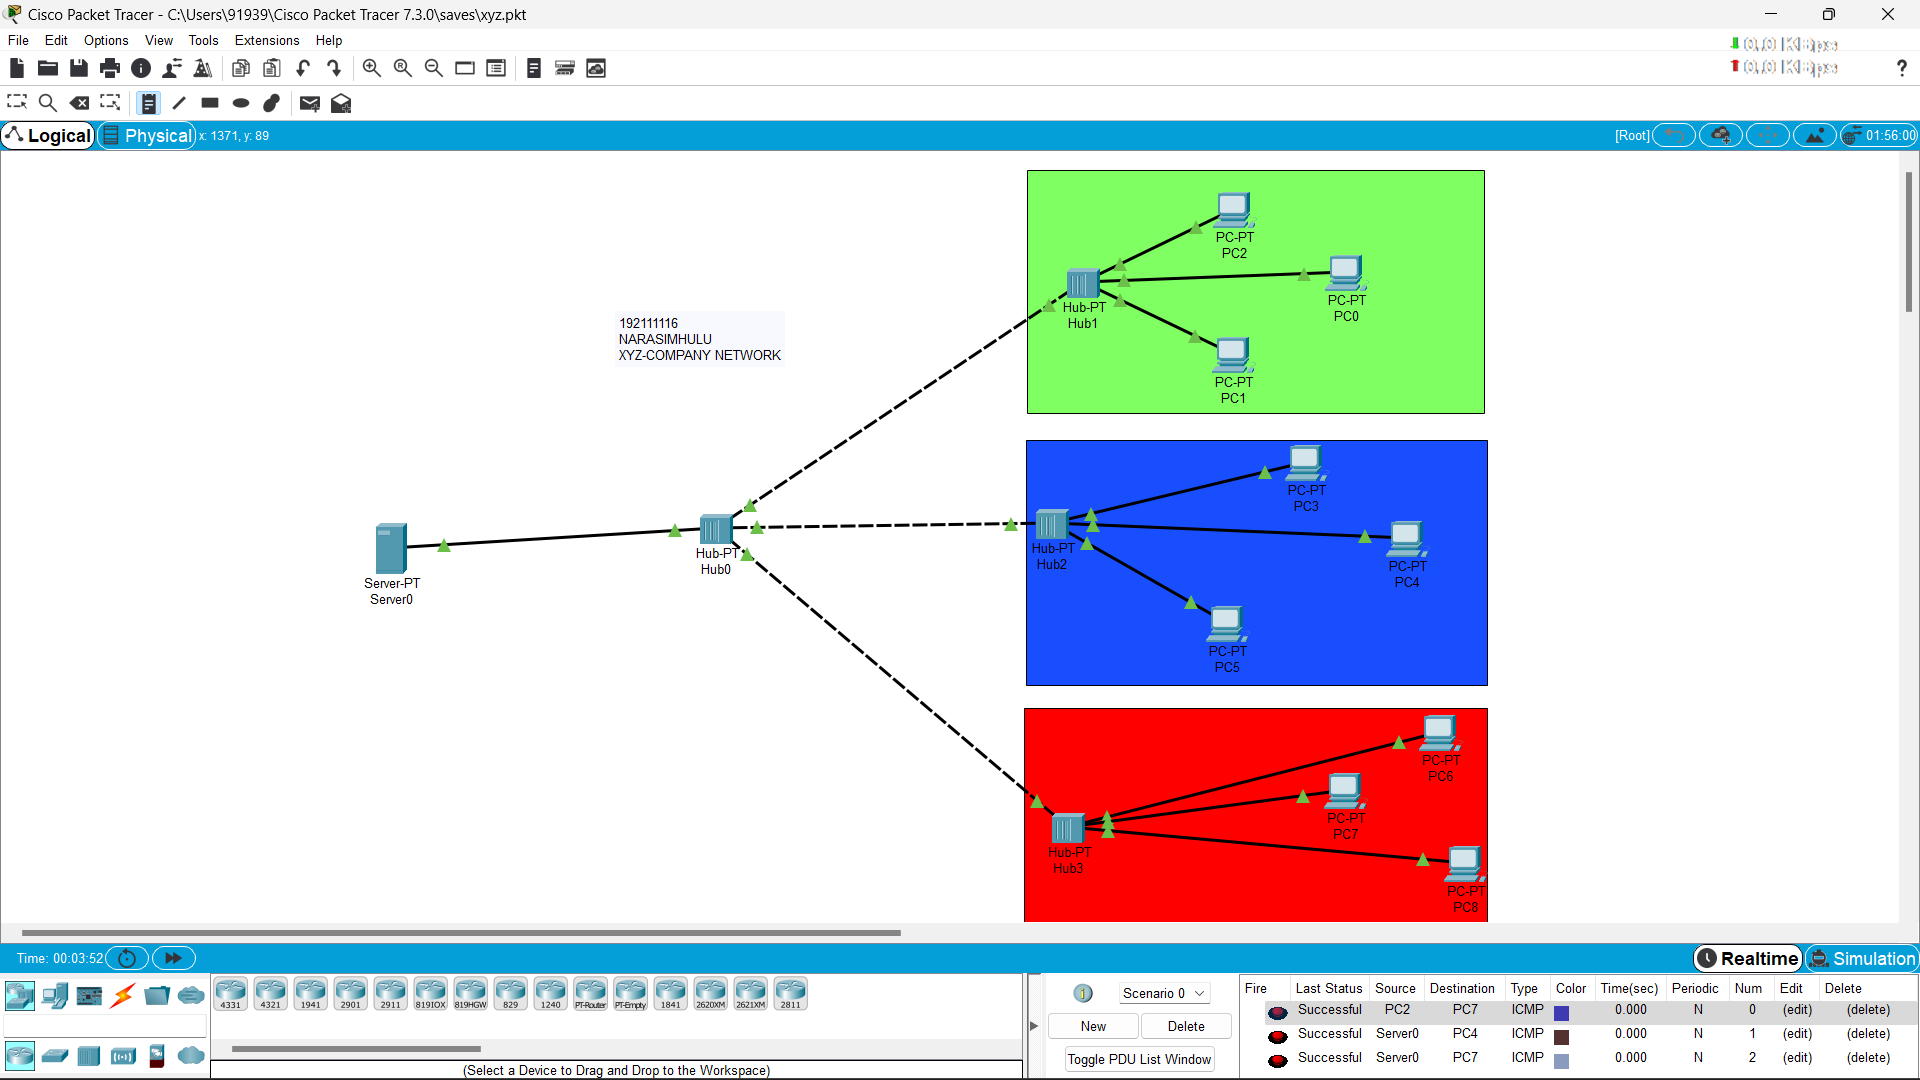 Cisco Packet Tracer - C:\Users\91939\Cisco Packet Tracer 7.3.0\saves\xyz.pkt
File Edit Options View Tools Extensions Help
0.0 KBps
0.0 KBps
?
Logical Physical x: 1371, y: 89 [Root] 01:56:00
192111116
NARASIMHULU
XYZ-COMPANY NETWORK
PC-PT
PC2
PC-PT
PC0
Hub-PT
Hub1
PC-PT
PC1
PC-PT
PC3
Hub-PT
Hub0
Hub-PT
Hub2
PC-PT
PC4
Server-PT
Server0
PC-PT
PC5
PC-PT
PC6
PC-PT
PC7
Hub-PT
Hub3
PC-PT
PC8
Time: 00:03:52 Realtime Simulation
4331 4321 1941 2901 2911 819IOX 819HGW 829 1240 PT-Router PT-Empty 1841 2620XM 2621XM 2811
(Select a Device to Drag and Drop to the Workspace)
Scenario 0
New Delete
Toggle PDU List Window
Fire Last Status Source Destination Type Color Time(sec) Periodic Num Edit Delete
Successful PC2 PC7 ICMP 0.000 N 0 (edit) (delete)
Successful Server0 PC4 ICMP 0.000 N 1 (edit) (delete)
Successful Server0 PC7 ICMP 0.000 N 2 (edit) (delete)